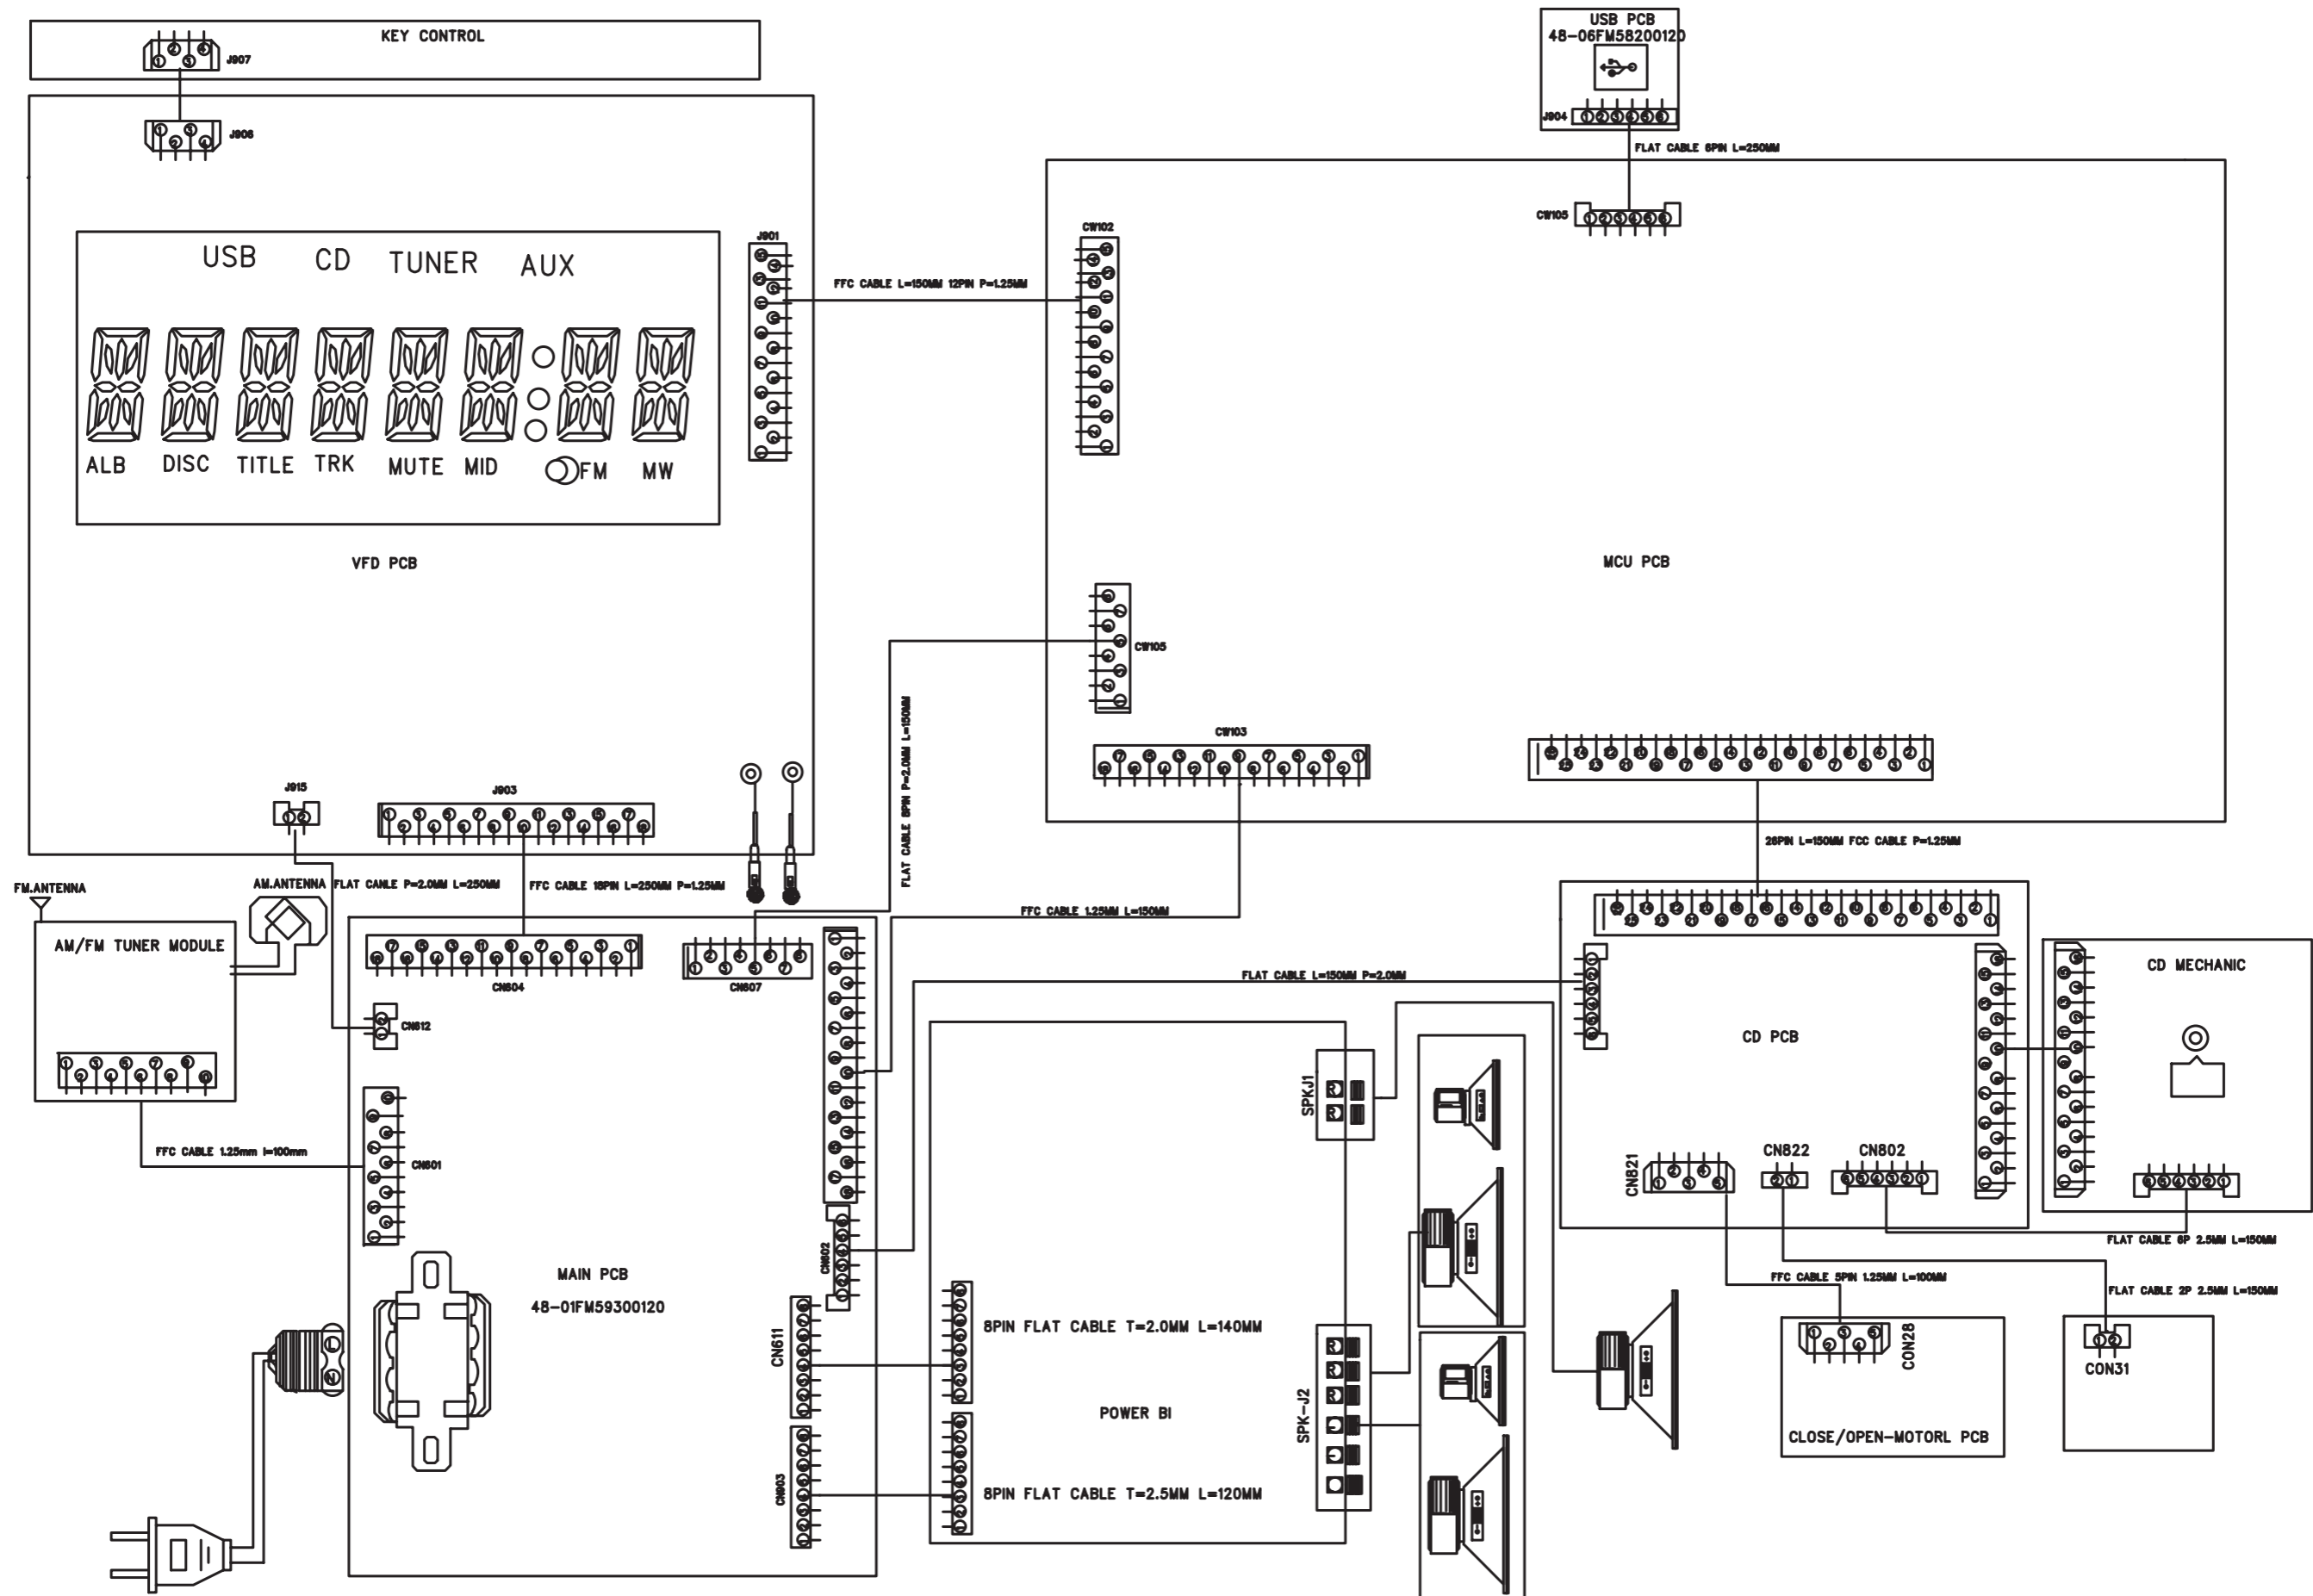 KEY CONTROL
J907
J906
USB PCB
48-06FM58200120
J904
FLAT CABLE 6PIN L=250MM
CW105
CW102
J901
FFC CABLE L=150MM 12PIN P=1.25MM
USB CD TUNER AUX
ALB DISC TITLE TRK MUTE MID FM MW
VFD PCB
MCU PCB
CW105
FLAT CABLE 8PIN P=2.0MM L=150MM
CW103
J915
J903
26PIN L=150MM FCC CABLE P=1.25MM
FM.ANTENNA
AM.ANTENNA
FLAT CANLE P=2.0MM L=250MM
FFC CABLE 18PIN L=250MM P=1.25MM
FFC CABLE 1.25MM L=150MM
AM/FM TUNER MODULE
CN604
CN607
CN612
FLAT CABLE L=150MM P=2.0MM
CD PCB
CD MECHANIC
SPKJ1
R
R
FFC CABLE 1.25mm l=100mm
CN601
CN821
CN822
CN802
FLAT CABLE 6P 2.5MM L=150MM
CN602
MAIN PCB
48-01FM59300120
FFC CABLE 5PIN 1.25MM L=100MM
FLAT CABLE 2P 2.5MM L=150MM
L
N
CN611
8PIN FLAT CABLE T=2.0MM L=140MM
CON28
CON31
POWER BI
SPK-J2
R
R
R
CLOSE/OPEN-MOTORL PCB
CN903
8PIN FLAT CABLE T=2.5MM L=120MM